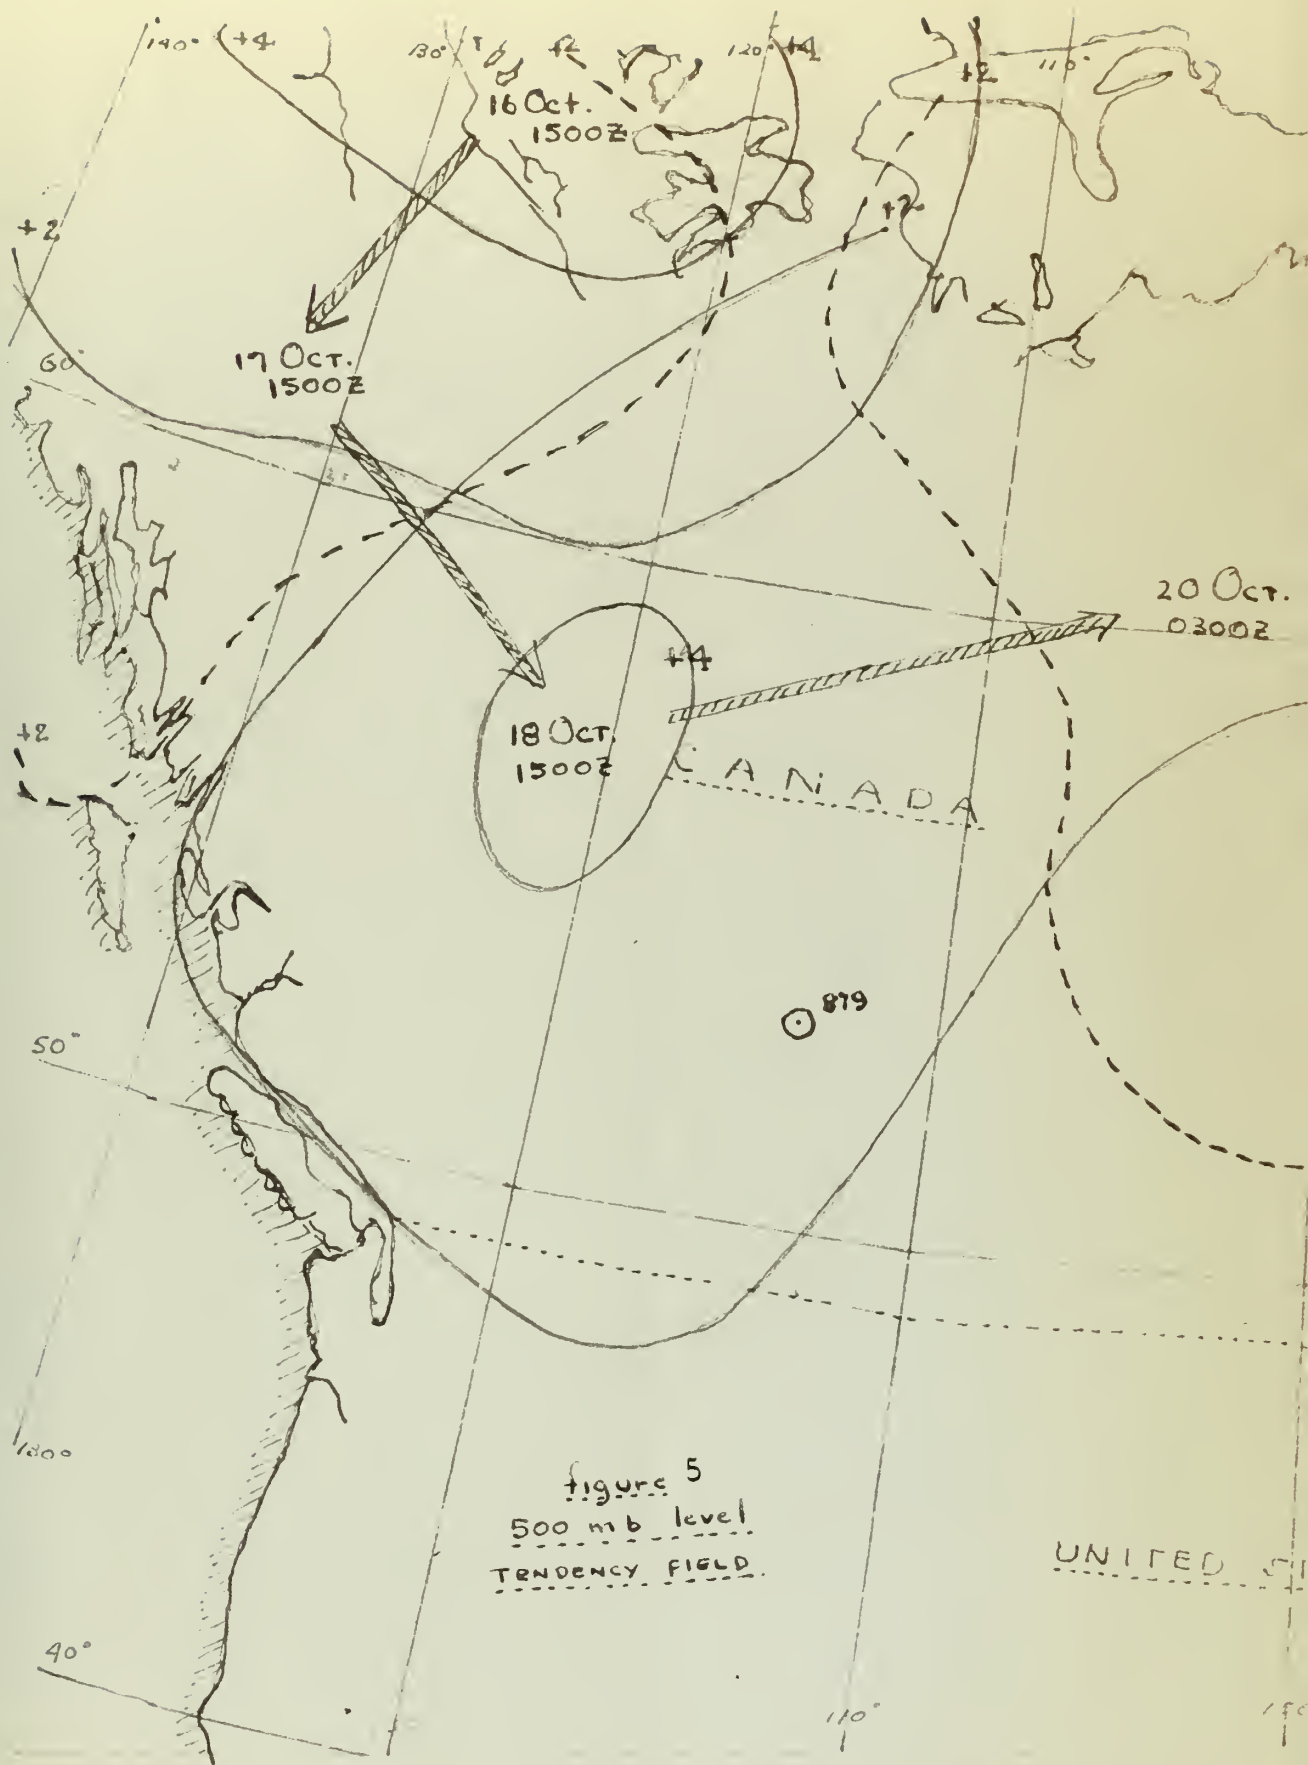 140° +4 130° +2 120° +4 +2 110°
16 Oct.
1500Z
+2
+2
17 Oct.
1500Z
60°
20 Oct.
0300Z
+4
18 Oct.
1500Z
+2
CANADA
879
50°
130°
figure 5
500 mb level
TENDENCY FIELD
UNITED
40°
110°